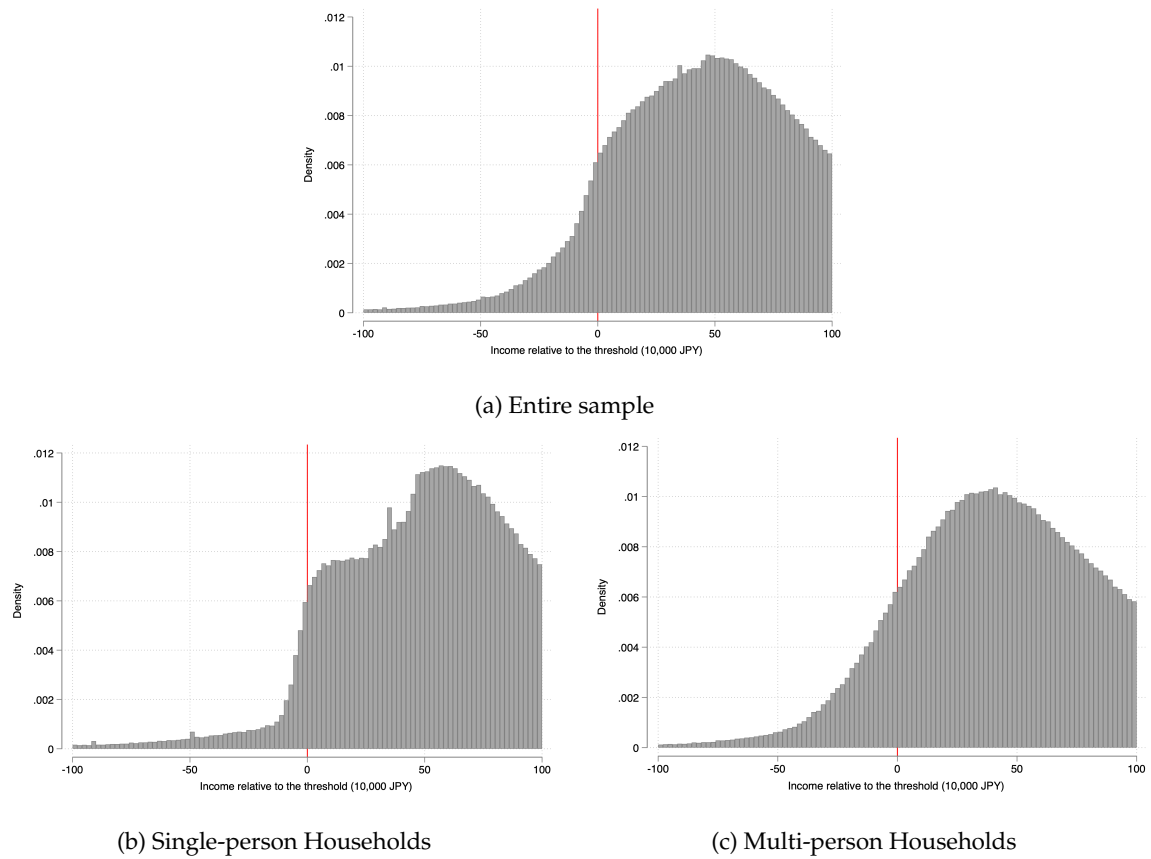 .012
.01
.008
.006
.004
.002
0
Density
-100 -50 0 50 100
Income relative to the threshold (10,000 JPY)
(a) Entire sample
.012
.01
.008
.006
.004
.002
0
Density
-100 -50 0 50 100
Income relative to the threshold (10,000 JPY)
(b) Single-person Households
.012
.01
.008
.006
.004
.002
0
Density
-100 -50 0 50 100
Income relative to the threshold (10,000 JPY)
(c) Multi-person Households